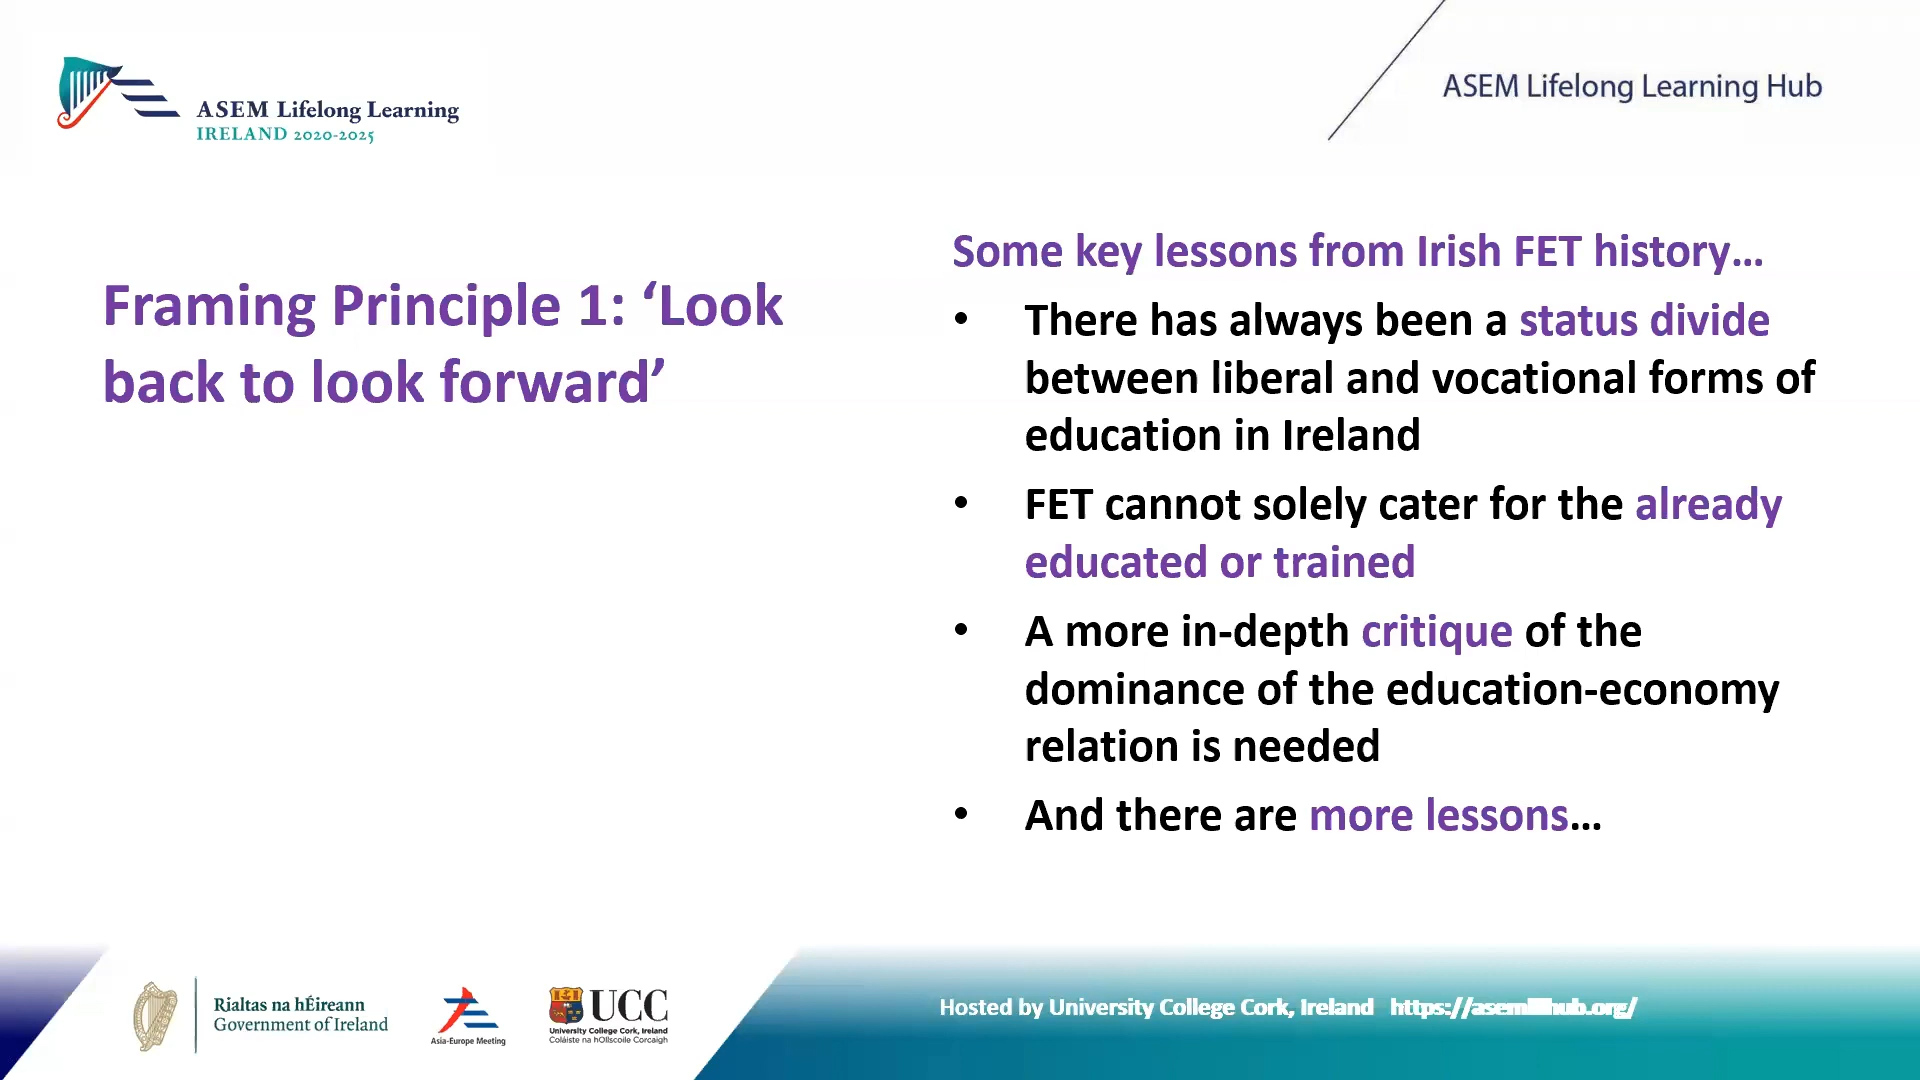 ASEM Lifelong Learning
IRELAND 2020-2025
ASEM Lifelong Learning Hub
Framing Principle 1: ‘Look
back to look forward’
Some key lessons from Irish FET history…
• There has always been a status divide
between liberal and vocational forms of
education in Ireland
• FET cannot solely cater for the already
educated or trained
• A more in-depth critique of the
dominance of the education-economy
relation is needed
• And there are more lessons…
Rialtas na hÉireann
Government of Ireland
Asia-Europe Meeting
UCC
University College Cork, Ireland
Coláiste na hOllscoile Corcaigh
Hosted by University College Cork, Ireland